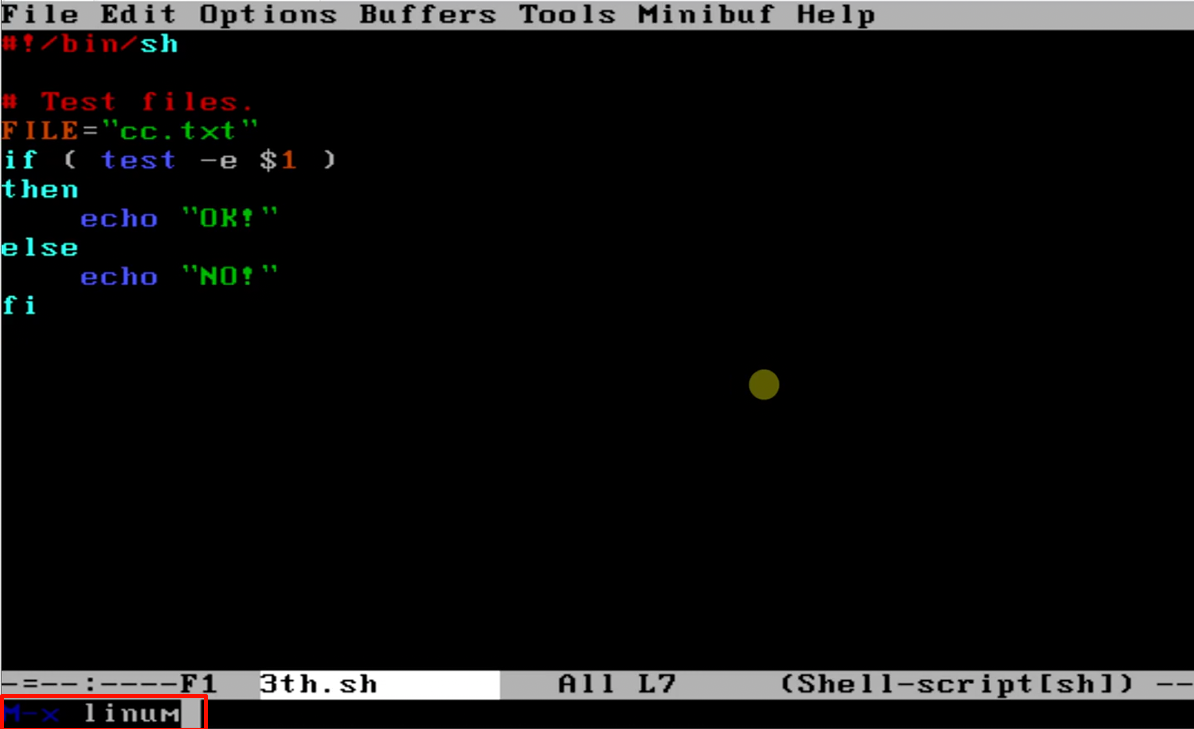 File Edit Options Buffers Tools Minibuf Help
#!/bin/sh
# Test files.
FILE="cc.txt"
if ( test -e $1 )
then
    echo "OK!"
else
    echo "NO!"
fi
-=--:----F1  3th.sh         All L7     (Shell-script[sh]) --
M-x linum